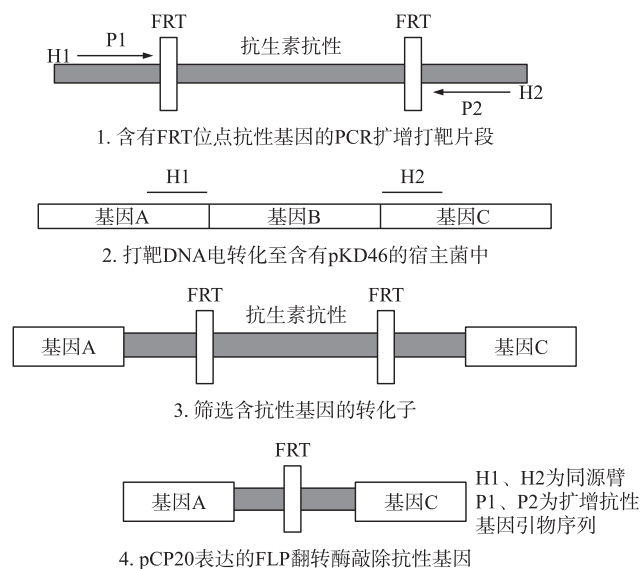 FRT
FRT
抗生素抗性
P1
H1
H2
P2
1. 含有FRT位点抗性基因的PCR扩增打靶片段
H1
H2
基因A
基因B
基因C
2. 打靶DNA电转化至含有pKD46的宿主菌中
FRT
FRT
抗生素抗性
基因A
基因C
3. 筛选含抗性基因的转化子
FRT
基因A
基因C
H1、H2为同源臂
P1、P2为扩增抗性
基因引物序列
4. pCP20表达的FLP翻转酶敲除抗性基因